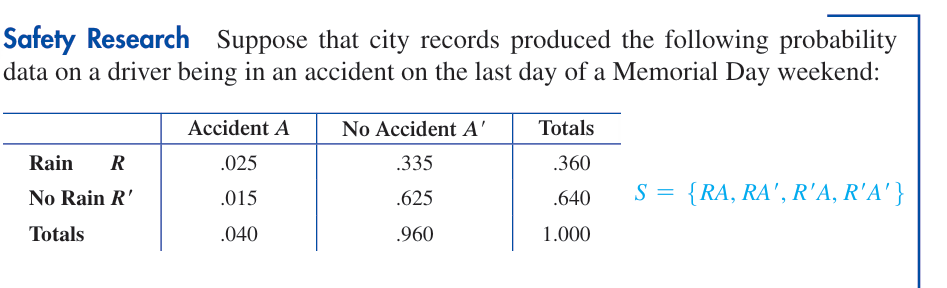 Safety Research Suppose that city records produced the following probability
data on a driver being in an accident on the last day of a Memorial Day weekend:
Accident A No Accident A′ Totals
Rain R .025 .335 .360
No Rain R′ .015 .625 .640
S = {RA, RA′, R′A, R′A′}
Totals .040 .960 1.000